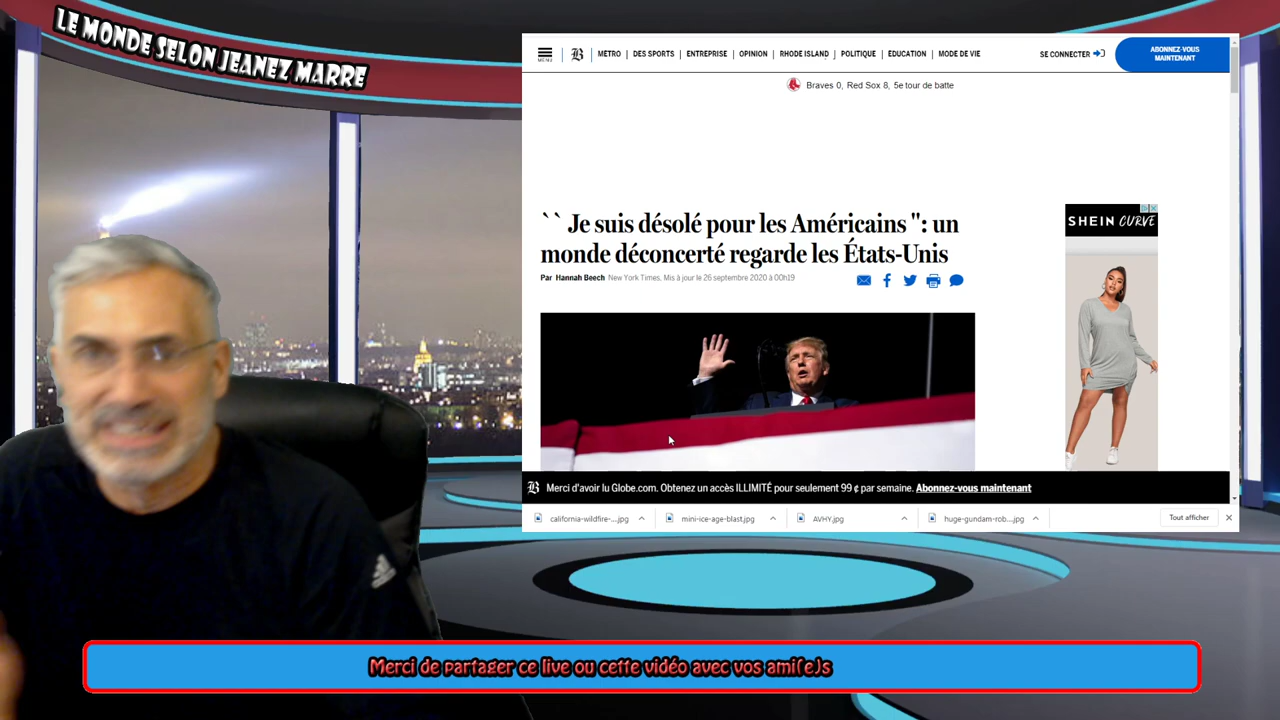 LE MONDE SELON JEANEZ MARRE
MENU
B
MÉTRO | DES SPORTS | ENTREPRISE | OPINION | RHODE ISLAND | POLITIQUE | ÉDUCATION | MODE DE VIE
SE CONNECTER
ABONNEZ-VOUS
MAINTENANT
Braves 0, Red Sox 8, 5e tour de batte
`` Je suis désolé pour les Américains '': un
monde déconcerté regarde les États-Unis
Par Hannah Beech New York Times, Mis à jour le 26 septembre 2020 à 00h19
SHEIN CURVE
B Merci d'avoir lu Globe.com. Obtenez un accès ILLIMITÉ pour seulement 99 ¢ par semaine. Abonnez-vous maintenant
california-wildfire-....jpg
mini-ice-age-blast.jpg
AVHY.jpg
huge-gundam-rob....jpg
Tout afficher
Merci de partager ce live ou cette vidéo avec vos ami(e)s